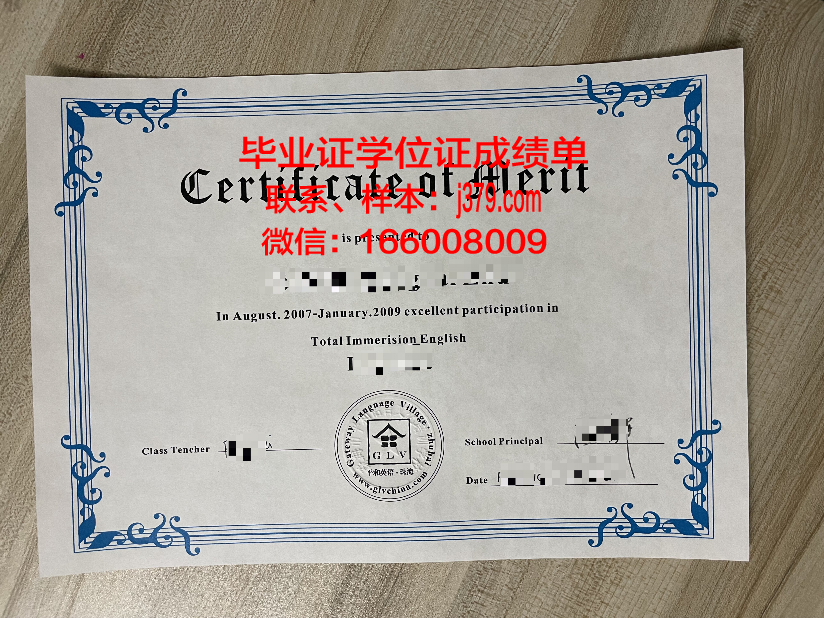 毕业证学位证成绩单
Certificate of Merit
联系、样本：j379.com
is presented to
微信：166008009
In August. 2007-January.2009 excellent participation in
Total Immerision English
Gateway Language Village · zhuhai
GLV
www.glvchina.com
Class Tencher
School Principal
Date